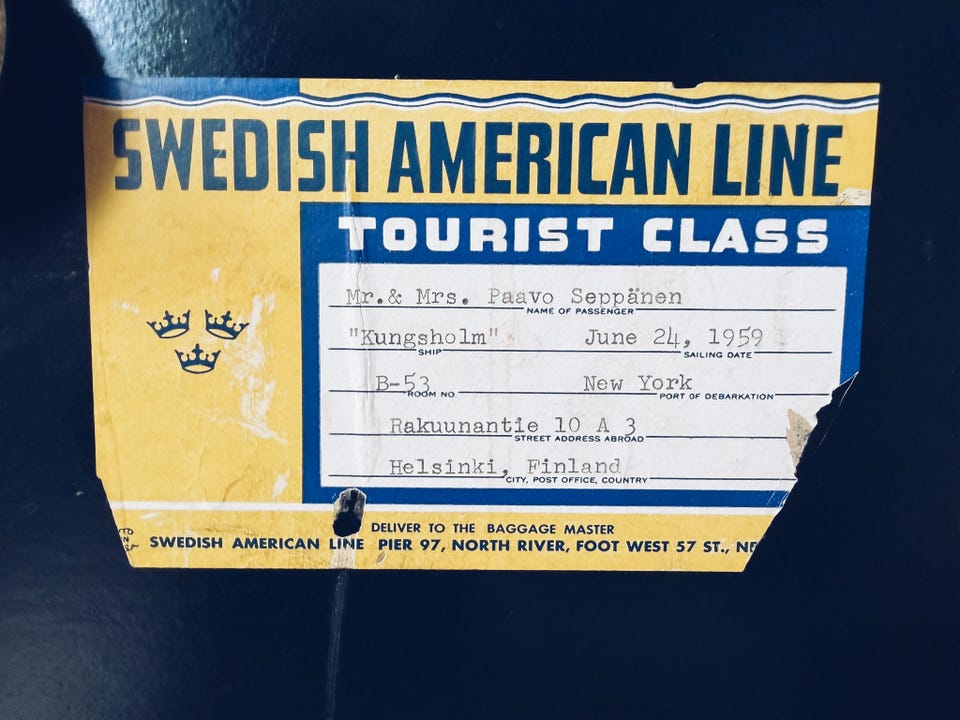 SWEDISH AMERICAN LINE
TOURIST CLASS
Mr.& Mrs. Paavo Seppänen
NAME OF PASSENGER
"Kungsholm" June 24, 1959
SHIP SAILING DATE
B-53 New York
ROOM NO. PORT OF DEBARKATION
Rakuunantie 10 A 3
STREET ADDRESS ABROAD
Helsinki, Finland
CITY, POST OFFICE, COUNTRY
DELIVER TO THE BAGGAGE MASTER
SWEDISH AMERICAN LINE PIER 97, NORTH RIVER, FOOT WEST 57 ST.,